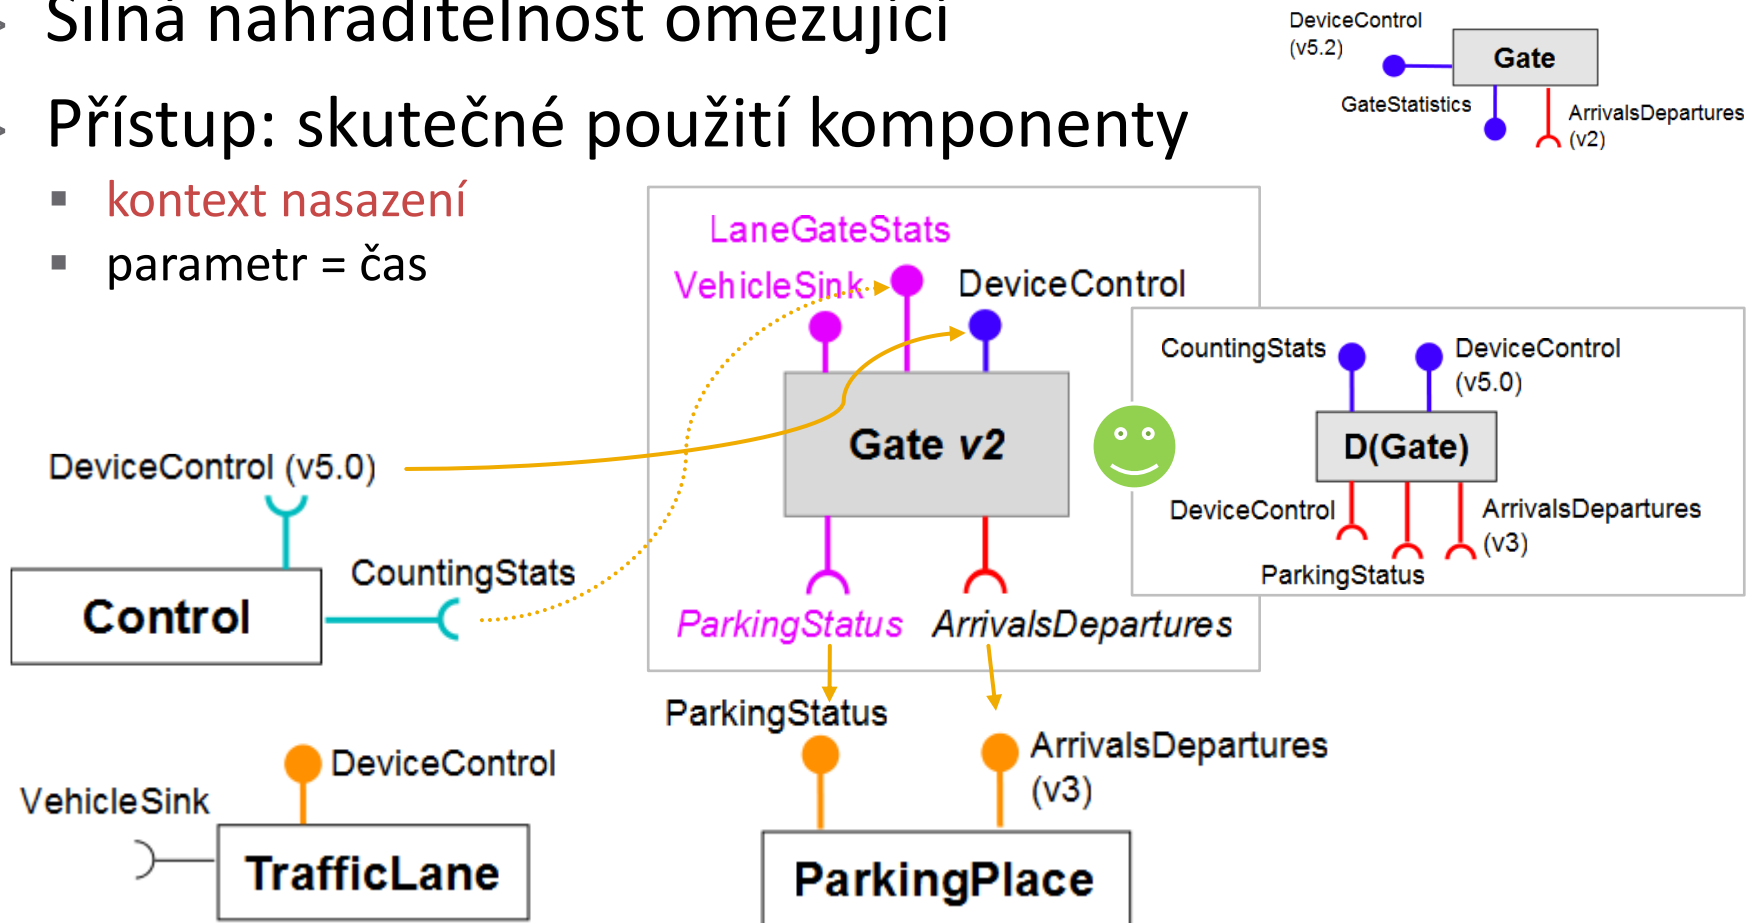 Silná nahraditelnost omezující
Přístup: skutečné použití komponenty
kontext nasazení
parametr = čas
DeviceControl
(v5.2)
Gate
GateStatistics
ArrivalsDepartures
(v2)
LaneGateStats
VehicleSink
DeviceControl
Gate v2
ParkingStatus
ArrivalsDepartures
CountingStats
DeviceControl
(v5.0)
D(Gate)
DeviceControl
ArrivalsDepartures
(v3)
ParkingStatus
DeviceControl (v5.0)
CountingStats
Control
ParkingStatus
ArrivalsDepartures
(v3)
DeviceControl
VehicleSink
TrafficLane
ParkingPlace